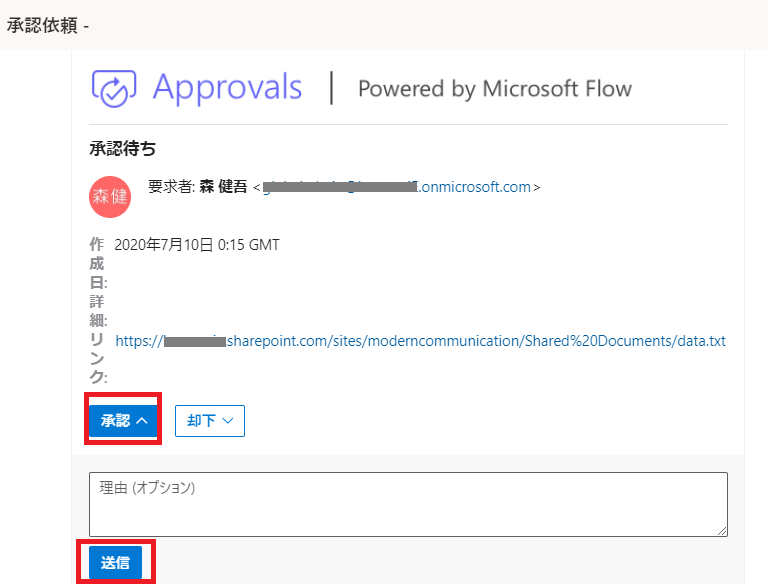 承認依頼 -
Approvals | Powered by Microsoft Flow
承認待ち
森健
要求者: 森 健吾 < .onmicrosoft.com>
作成日: 2020年7月10日 0:15 GMT
詳細:
リンク: https:// sharepoint.com/sites/moderncommunication/Shared%20Documents/data.txt
承認
却下
理由 (オプション)
送信